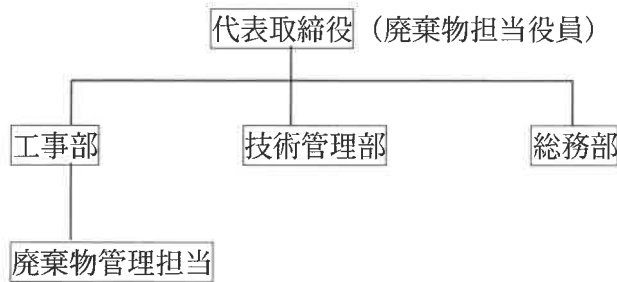 代表取締役（廃棄物担当役員）
工事部 技術管理部 総務部
廃棄物管理担当